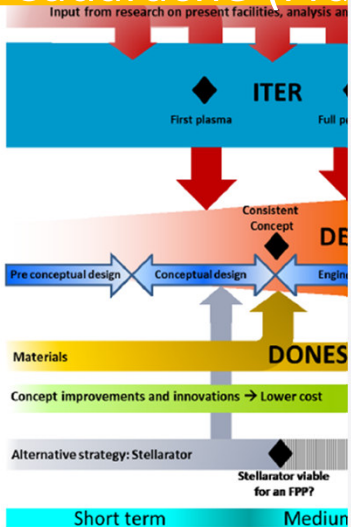 Input from research on present facilities, analysis an
ITER
First plasma
Full p
Consistent
Concept
DE
Pre conceptual design
Conceptual design
Engin
Materials
DONES
Concept improvements and innovations → Lower cost
Alternative strategy: Stellarator
Stellarator viable
for an FPP?
Short term
Medium